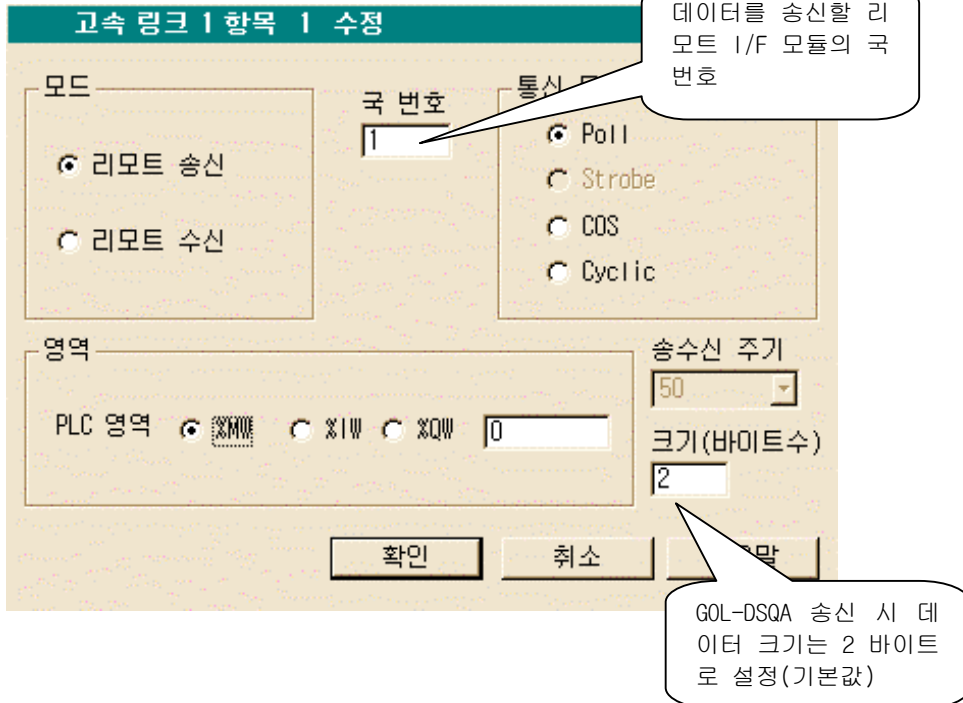 고속 링크 1 항목 1 수정
데이터를 송신할 리
모트 I/F 모듈의 국
번호
모드
국 번호
통신
1
리모트 송신
리모트 수신
Poll
Strobe
COS
Cyclic
영역
PLC 영역
%MW
%IW
%QW
0
송수신 주기
50
크기(바이트수)
2
확인
취소
GOL-DSQA 송신 시 데
이터 크기는 2 바이트
로 설정(기본값)